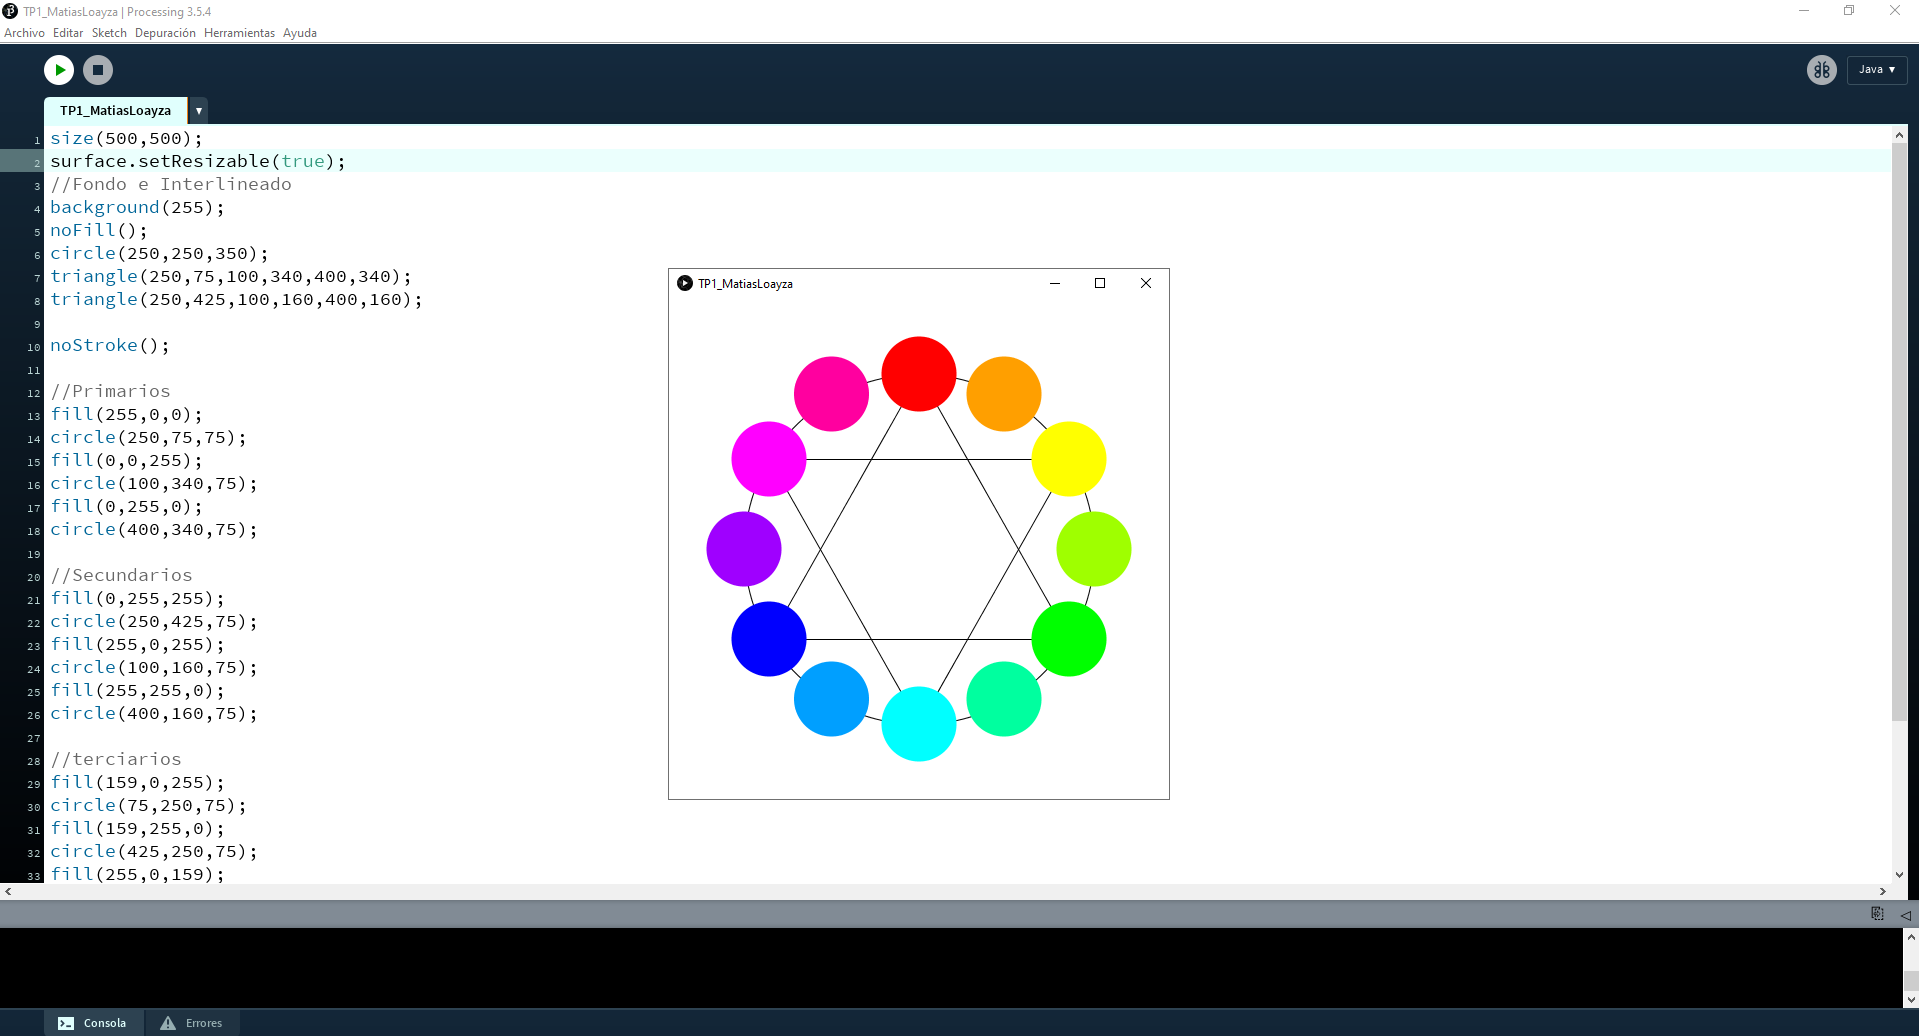 TP1_MatiasLoayza | Processing 3.5.4
Archivo Editar Sketch Depuración Herramientas Ayuda
Java ▼
TP1_MatiasLoayza ▼
1 size(500,500);
2 surface.setResizable(true);
3 //Fondo e Interlineado
4 background(255);
5 noFill();
6 circle(250,250,350);
7 triangle(250,75,100,340,400,340);
8 triangle(250,425,100,160,400,160);
9
10 noStroke();
11
12 //Primarios
13 fill(255,0,0);
14 circle(250,75,75);
15 fill(0,0,255);
16 circle(100,340,75);
17 fill(0,255,0);
18 circle(400,340,75);
19
20 //Secundarios
21 fill(0,255,255);
22 circle(250,425,75);
23 fill(255,0,255);
24 circle(100,160,75);
25 fill(255,255,0);
26 circle(400,160,75);
27
28 //terciarios
29 fill(159,0,255);
30 circle(75,250,75);
31 fill(159,255,0);
32 circle(425,250,75);
33 fill(255,0,159);
TP1_MatiasLoayza
Consola Errores